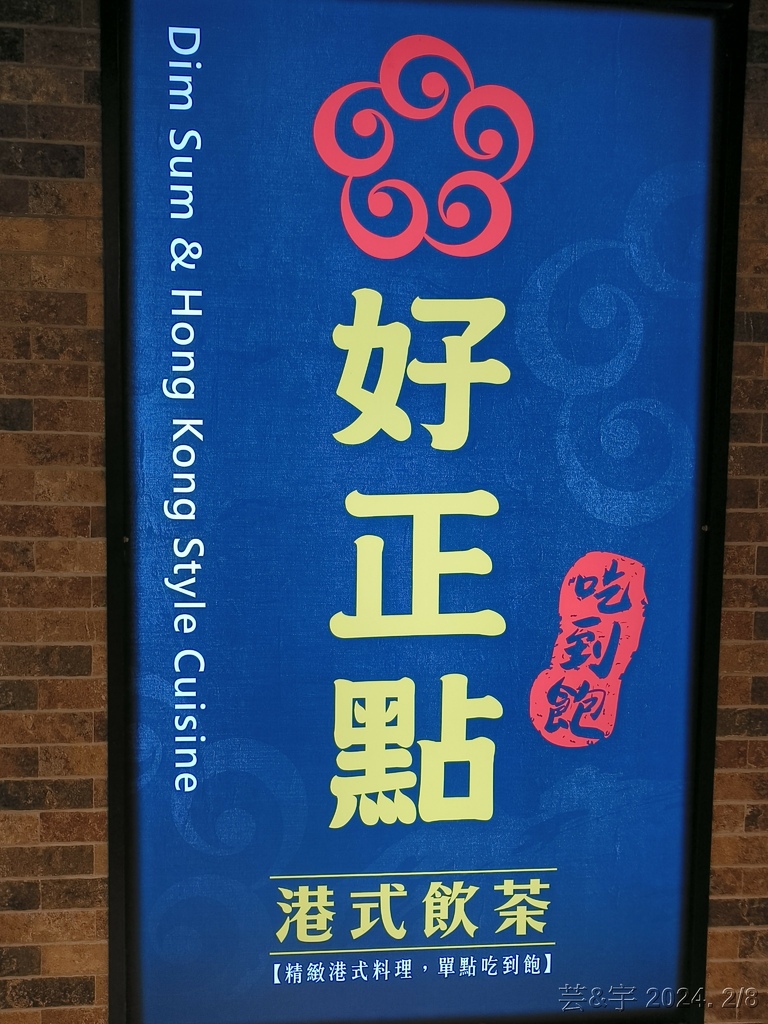 Dim Sum & Hong Kong Style Cuisine
好正點
吃到飽
港式飲茶
【精緻港式料理，單點吃到飽】
芸&宇 2024. 2/8